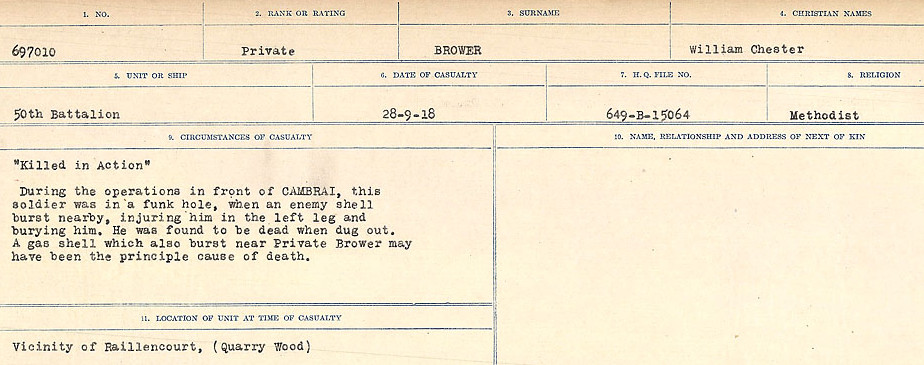 1. NO. 2. RANK OR RATING 3. SURNAME 4. CHRISTIAN NAMES
697010 Private BROWER William Chester
5. UNIT OR SHIP 6. DATE OF CASUALTY 7. H.Q. FILE NO. 8. RELIGION
50th Battalion 28-9-18 649-B-15064 Methodist
9. CIRCUMSTANCES OF CASUALTY
"Killed in Action"
During the operations in front of CAMBRAI, this
soldier was in a funk hole, when an enemy shell
burst nearby, injuring him in the left leg and
burying him. He was found to be dead when dug out.
A gas shell which also burst near Private Brower may
have been the principle cause of death.
10. NAME, RELATIONSHIP AND ADDRESS OF NEXT OF KIN
11. LOCATION OF UNIT AT TIME OF CASUALTY
Vicinity of Raillencourt, (Quarry Wood)